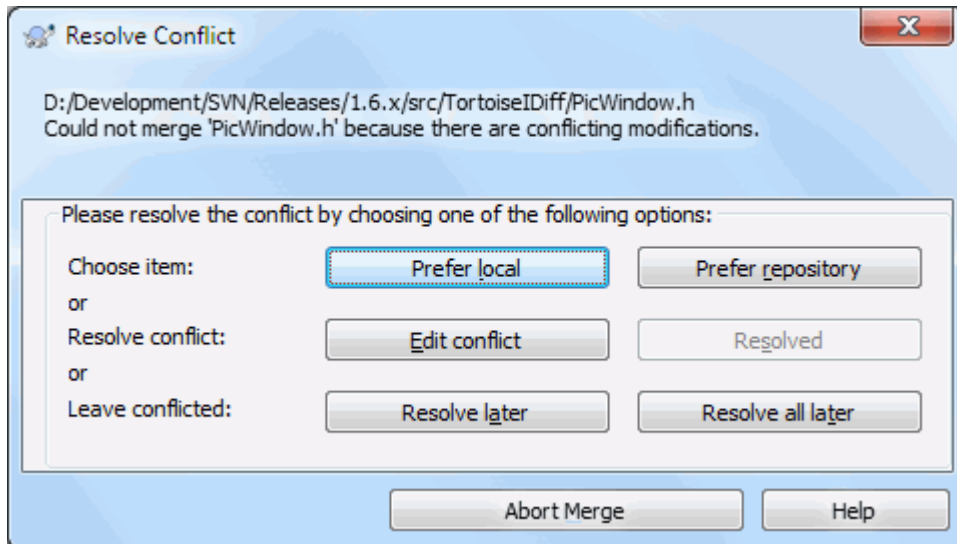 Resolve Conflict
D:/Development/SVN/Releases/1.6.x/src/TortoiseIDiff/PicWindow.h
Could not merge 'PicWindow.h' because there are conflicting modifications.
Please resolve the conflict by choosing one of the following options:
Choose item: Prefer local Prefer repository
or
Resolve conflict: Edit conflict Resolved
or
Leave conflicted: Resolve later Resolve all later
Abort Merge Help